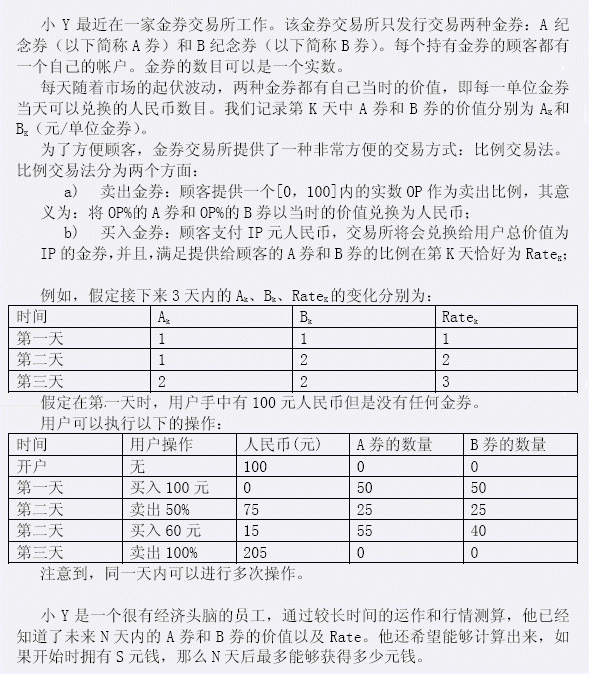 小 Y 最近在一家金券交易所工作。该金券交易所只发行交易两种金券：A 纪
念券（以下简称 A 券）和 B 纪念券（以下简称 B 券）。每个持有金券的顾客都有
一个自己的帐户。金券的数目可以是一个实数。
每天随着市场的起伏波动，两种金券都有自己当时的价值，即每一单位金券
当天可以兑换的人民币数目。我们记录第 K 天中 A 券和 B 券的价值分别为 AK和
BK（元/单位金券）。
为了方便顾客，金券交易所提供了一种非常方便的交易方式：比例交易法。
比例交易法分为两个方面：
a) 卖出金券：顾客提供一个[0，100]内的实数 OP 作为卖出比例，其意
义为：将 OP%的 A 券和 OP%的 B 券以当时的价值兑换为人民币；
b) 买入金券：顾客支付 IP 元人民币，交易所将会兑换给用户总价值为
IP 的金券，并且，满足提供给顾客的 A 券和 B 券的比例在第 K 天恰好为 RateK；
例如，假定接下来 3 天内的 Ak、Bk、RateK的变化分别为：
时间 Ak Bk Ratek
第一天 1 1 1
第二天 1 2 2
第三天 2 2 3
假定在第一天时，用户手中有 100 元人民币但是没有任何金券。
用户可以执行以下的操作：
时间 用户操作 人民币(元) A 券的数量 B 券的数量
开户 无 100 0 0
第一天 买入 100 元 0 50 50
第二天 卖出 50% 75 25 25
第二天 买入 60 元 15 55 40
第三天 卖出 100% 205 0 0
注意到，同一天内可以进行多次操作。
小 Y 是一个很有经济头脑的员工，通过较长时间的运作和行情测算，他已经
知道了未来 N 天内的 A 券和 B 券的价值以及 Rate。他还希望能够计算出来，如
果开始时拥有 S 元钱，那么 N 天后最多能够获得多少元钱。